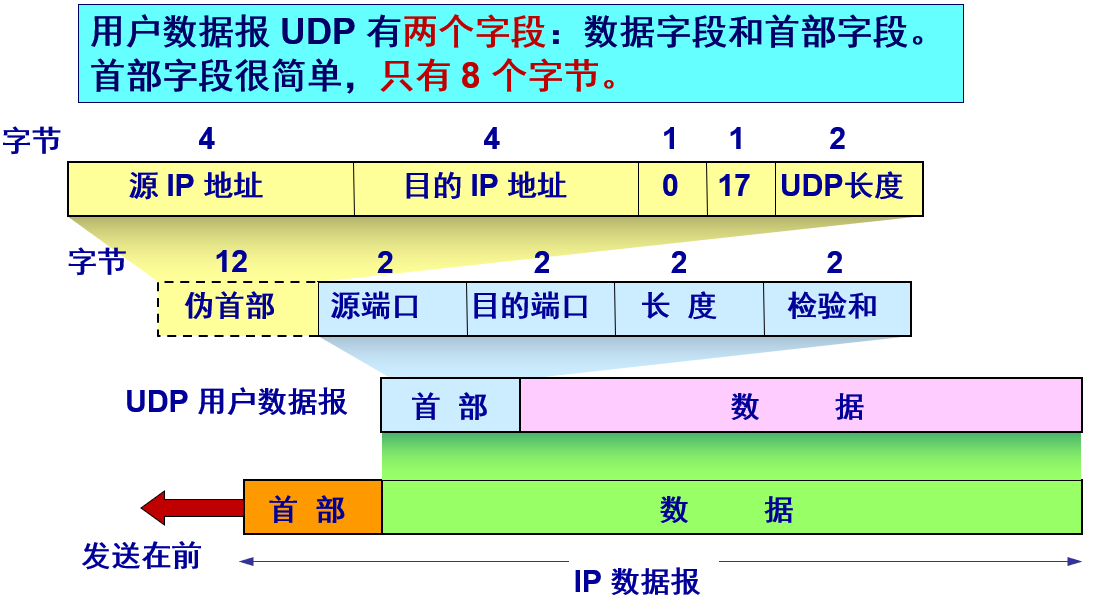 用户数据报 UDP 有两个字段：数据字段和首部字段。
首部字段很简单，只有 8 个字节。
字节 4 4 1 1 2
源 IP 地址 目的 IP 地址 0 17 UDP长度
字节 12 2 2 2 2
伪首部 源端口 目的端口 长 度 检验和
UDP 用户数据报 首 部 数 据
首 部 数 据
发送在前
IP 数据报